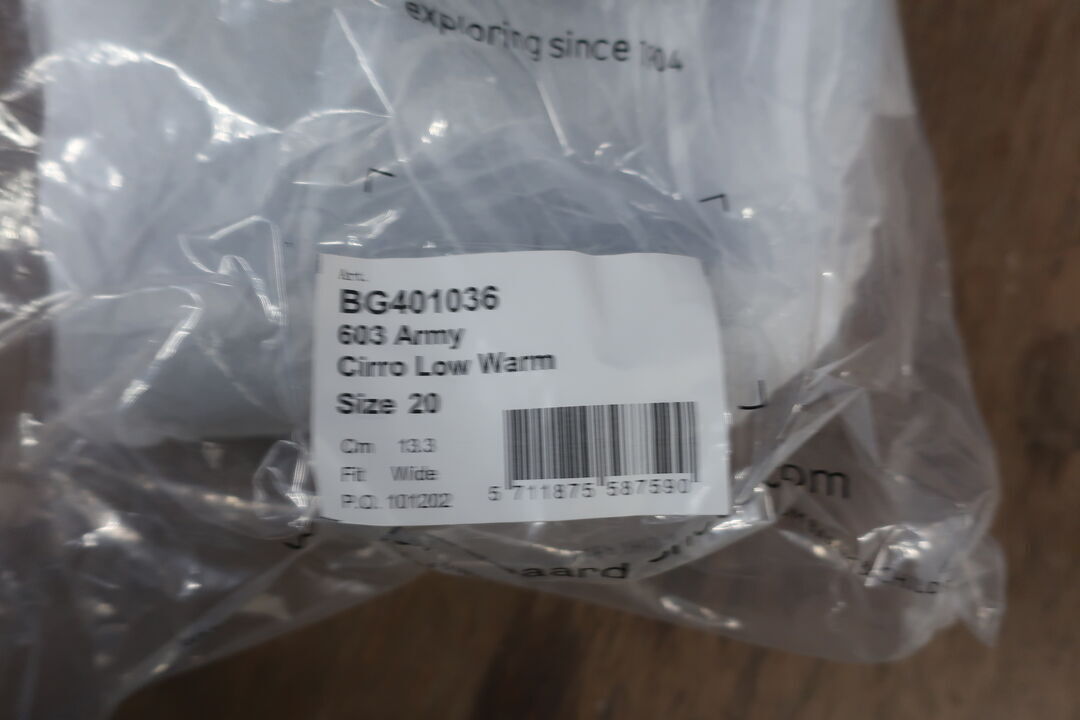 exploring since 1904
Art.
BG401036
603 Army
Cirro Low Warm
Size 20
Cm 13.3
Fit Wide
P.O. 101202
5 711875 587590